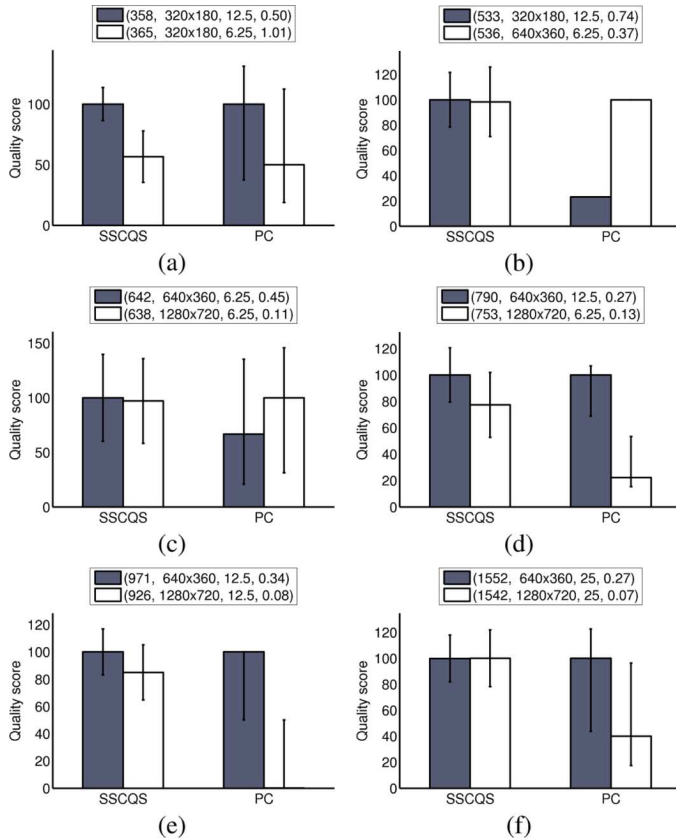 (358, 320x180, 12.5, 0.50)
(365, 320x180, 6.25, 1.01)
Quality score
100
50
0
SSCQS
PC
(a)
(533, 320x180, 12.5, 0.74)
(536, 640x360, 6.25, 0.37)
Quality score
120
100
80
60
40
20
0
SSCQS
PC
(b)
(642, 640x360, 6.25, 0.45)
(638, 1280x720, 6.25, 0.11)
Quality score
150
100
50
0
SSCQS
PC
(c)
(790, 640x360, 12.5, 0.27)
(753, 1280x720, 6.25, 0.13)
Quality score
120
100
80
60
40
20
0
SSCQS
PC
(d)
(971, 640x360, 12.5, 0.34)
(926, 1280x720, 12.5, 0.08)
Quality score
120
100
80
60
40
20
0
SSCQS
PC
(e)
(1552, 640x360, 25, 0.27)
(1542, 1280x720, 25, 0.07)
Quality score
120
100
80
60
40
20
0
SSCQS
PC
(f)